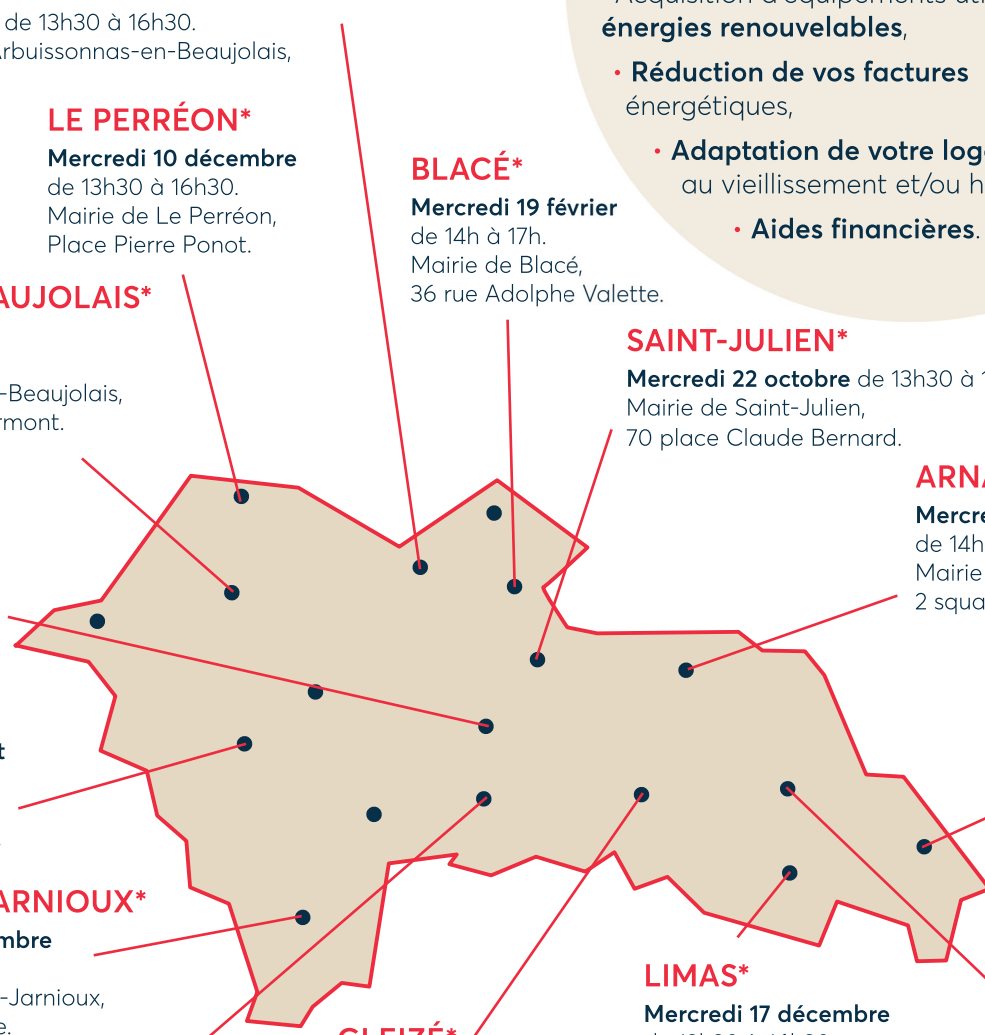 de 13h30 à 16h30.
Arbuissonnas-en-Beaujolais,
énergies renouvelables,
• Réduction de vos factures
énergétiques,
• Adaptation de votre
au vieillissement et/ou
• Aides financières.
LE PERRÉON*
Mercredi 10 décembre
de 13h30 à 16h30.
Mairie de Le Perréon,
Place Pierre Ponot.
BLACÉ*
Mercredi 19 février
de 14h à 17h.
Mairie de Blacé,
36 rue Adolphe Valette.
AUJOLAIS*
-Beaujolais,
rmont.
SAINT-JULIEN*
Mercredi 22 octobre de 13h30 à
Mairie de Saint-Julien,
70 place Claude Bernard.
ARNA
Mercre
de 14h
Mairie
2 squa
ARNIOUX*
mbre
-Jarnioux,
LIMAS*
Mercredi 17 décembre
GLEIZÉ*